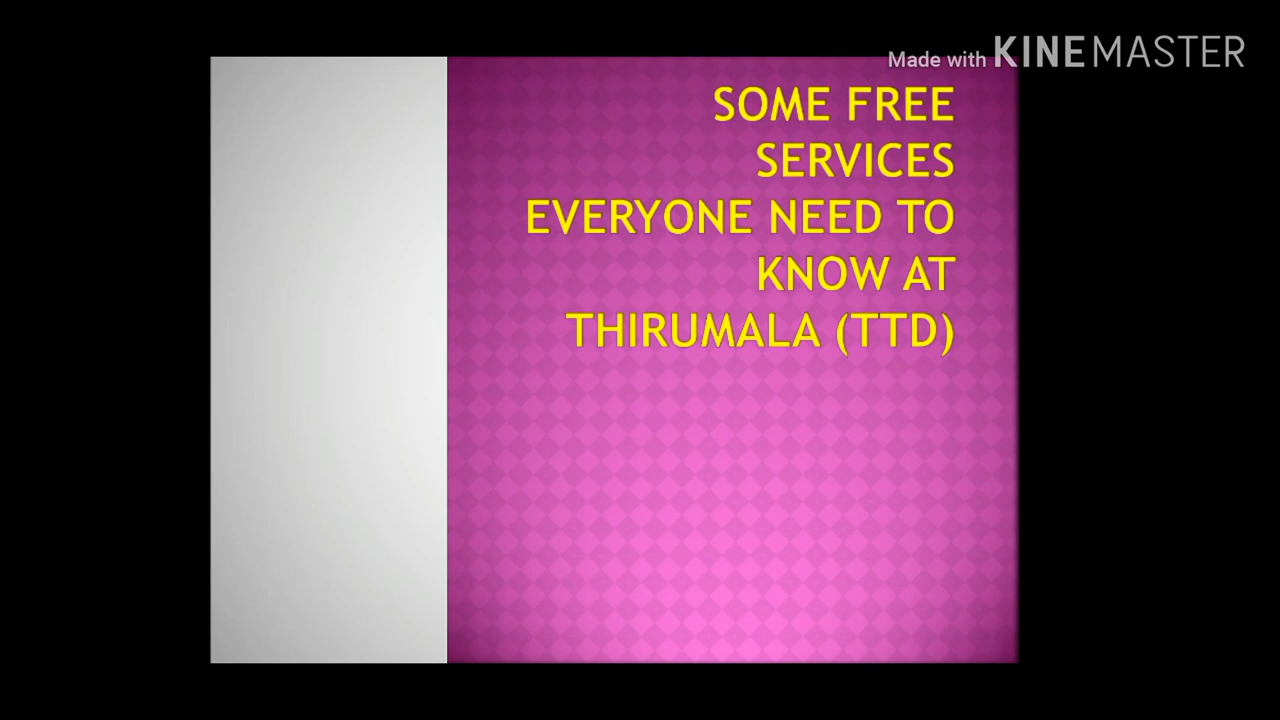 Made with KINEMASTER
SOME FREE
SERVICES
EVERYONE NEED TO
KNOW AT
THIRUMALA (TTD)